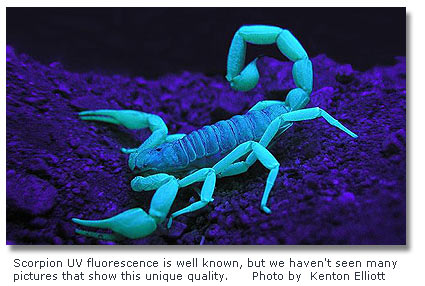 Scorpion UV fluorescence is well known, but we haven't seen many
pictures that show this unique quality. Photo by Kenton Elliott